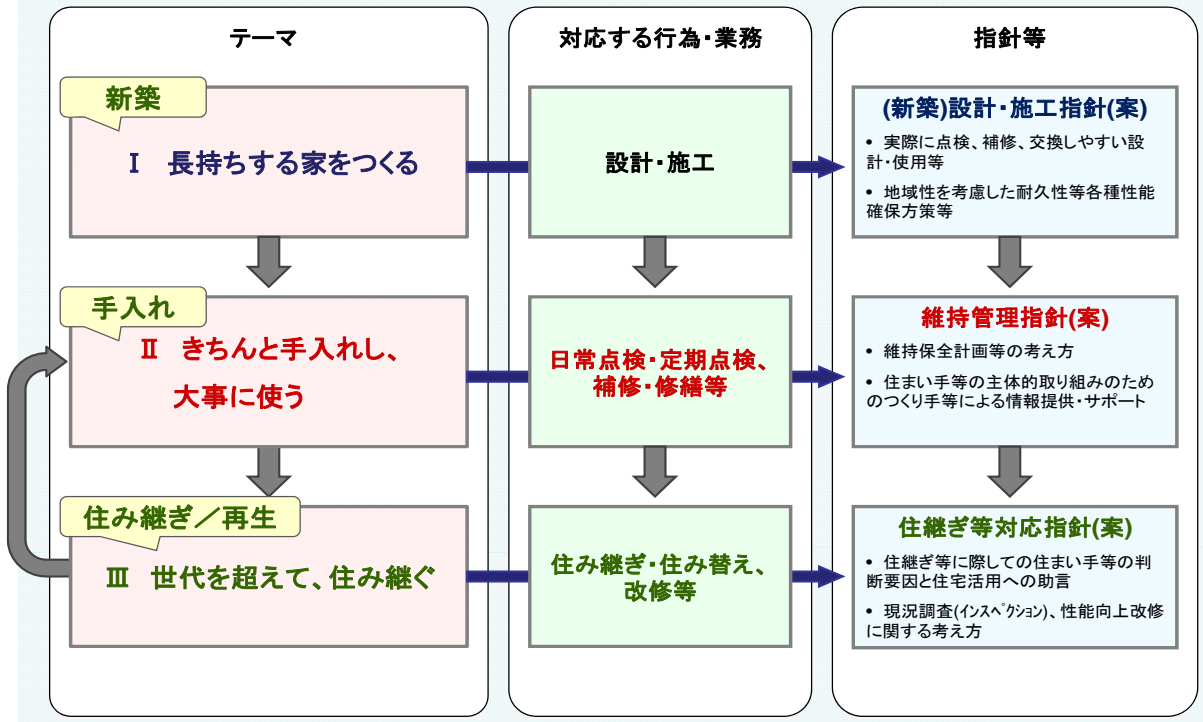 テーマ
対応する行為・業務
指針等
新築
Ⅰ 長持ちする家をつくる
設計・施工
(新築)設計・施工指針(案)
• 実際に点検、補修、交換しやすい設
計・使用等
• 地域性を考慮した耐久性等各種性能
確保方策等
手入れ
Ⅱ きちんと手入れし、
大事に使う
日常点検・定期点検、
補修・修繕等
維持管理指針(案)
• 維持保全計画等の考え方
• 住まい手等の主体的取り組みのため
のつくり手等による情報提供・サポート
住み継ぎ／再生
Ⅲ 世代を超えて、住み継ぐ
住み継ぎ・住み替え、
改修等
住継ぎ等対応指針(案)
• 住継ぎ等に際しての住まい手等の判
断要因と住宅活用への助言
• 現況調査(ｲﾝｽﾍﾟｸｼｮﾝ)、性能向上改修
に関する考え方